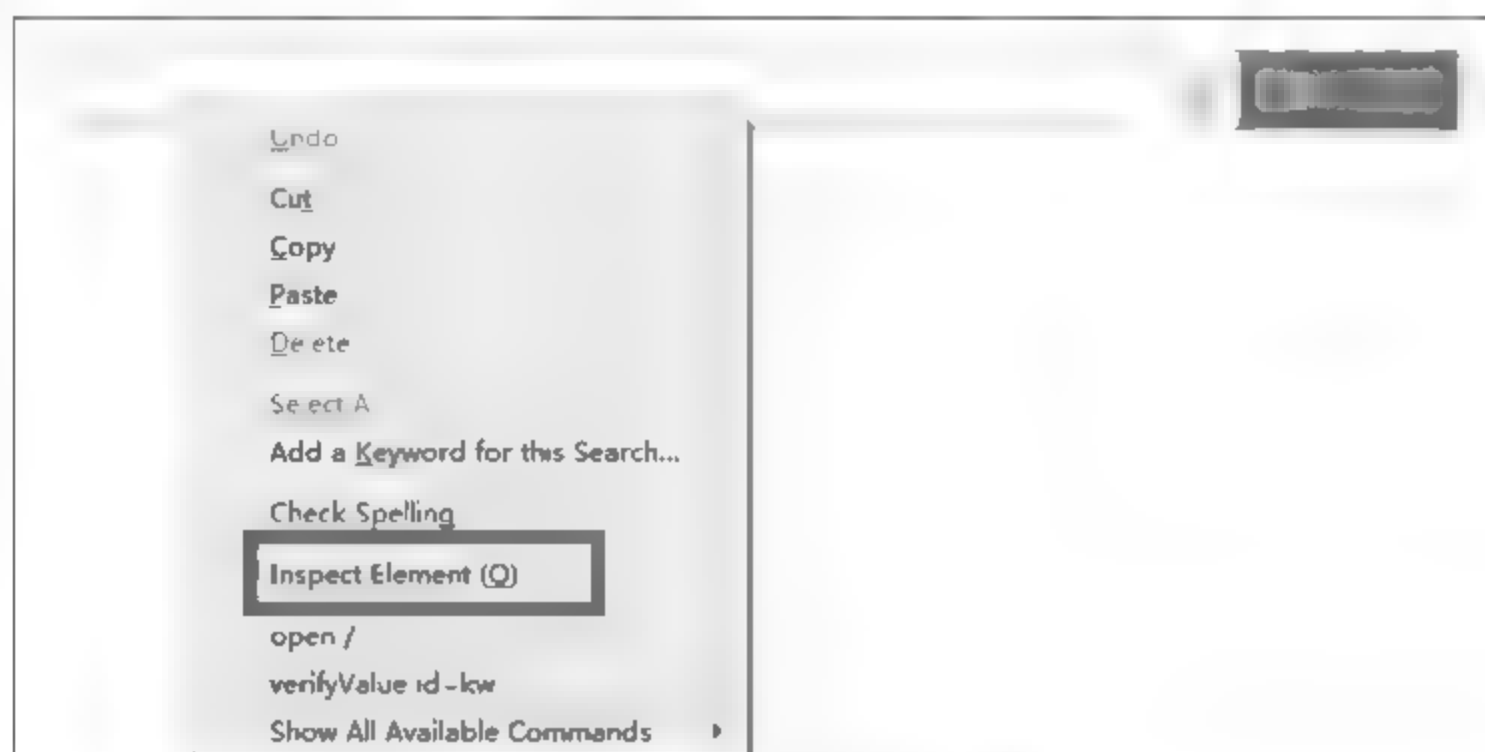 Undo
Cut
Copy
Paste
Delete
Select A
Add a Keyword for this Search...
Check Spelling
Inspect Element (Q)
open /
verifyValue id=kw
Show All Available Commands